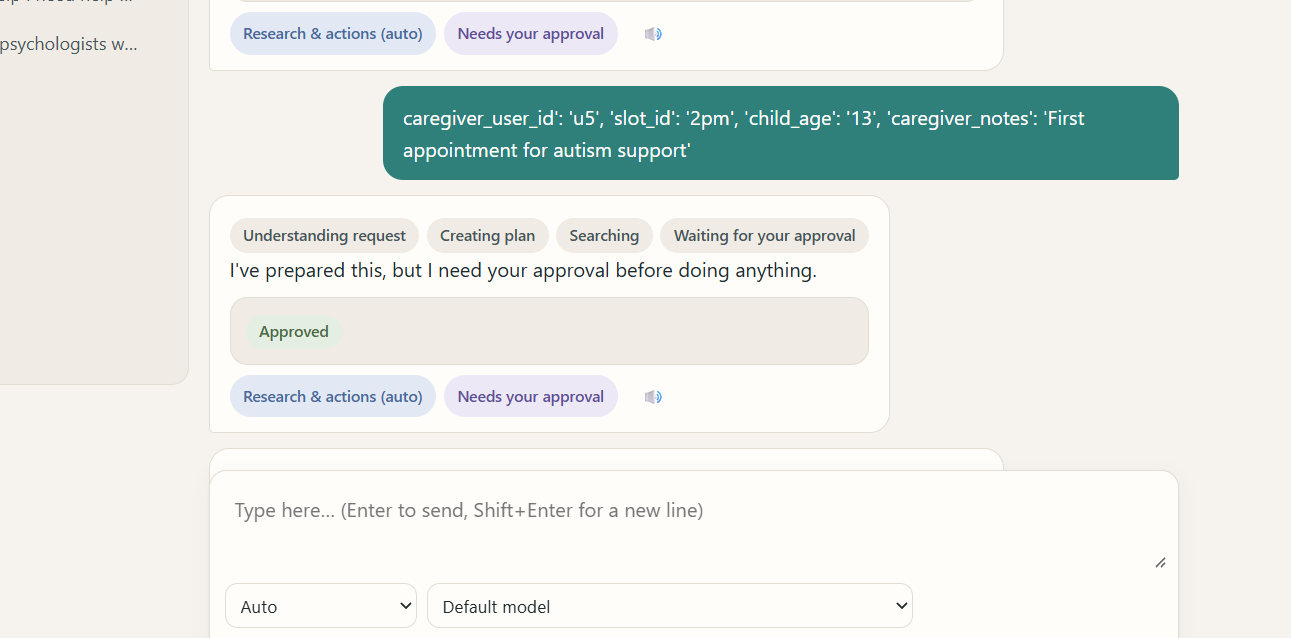 psychologists w...
Research & actions (auto) Needs your approval
caregiver_user_id': 'u5', 'slot_id': '2pm', 'child_age': '13', 'caregiver_notes': 'First
appointment for autism support'
Understanding request Creating plan Searching Waiting for your approval
I've prepared this, but I need your approval before doing anything.
Approved
Research & actions (auto) Needs your approval
Type here... (Enter to send, Shift+Enter for a new line)
Auto Default model